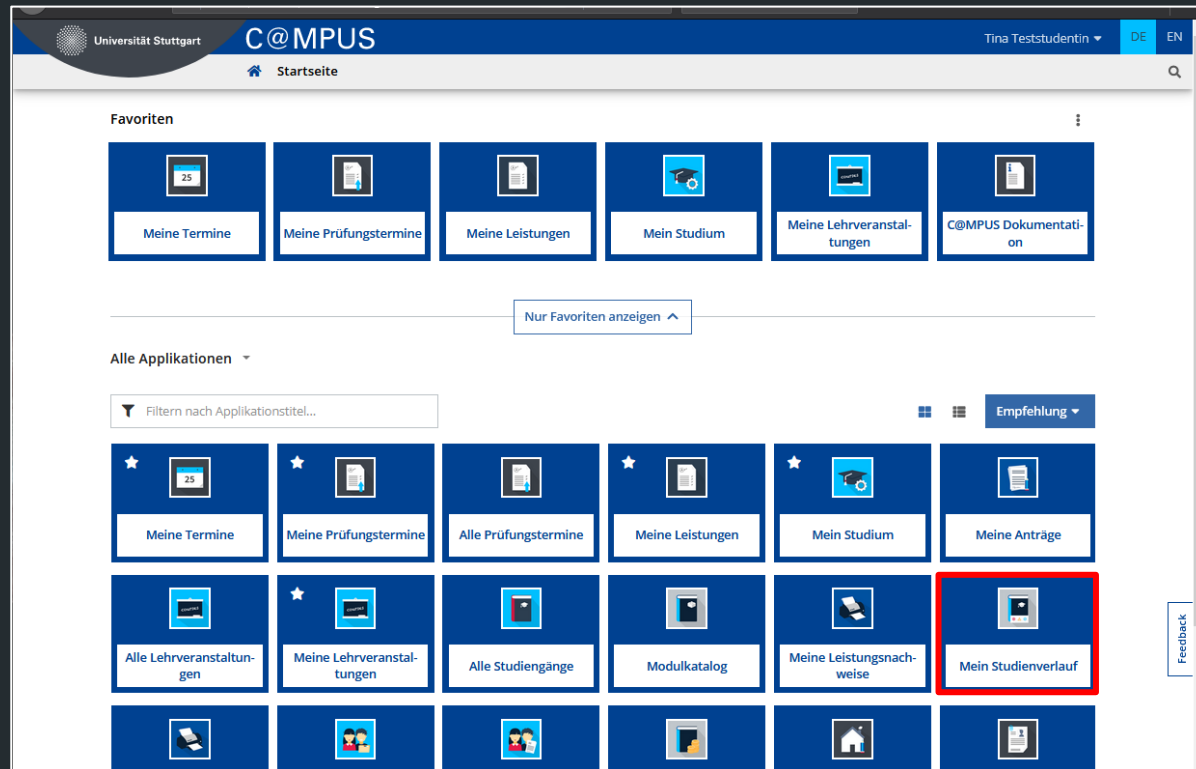 Universität Stuttgart
C@MPUS
Tina Teststudentin
DE
EN
Startseite
Favoriten
25
Meine Termine
Meine Prüfungstermine
Meine Leistungen
Mein Studium
Meine Lehrveranstal-
tungen
C@MPUS Dokumentati-
on
Nur Favoriten anzeigen
Alle Applikationen
Filtern nach Applikationstitel...
Empfehlung
25
Meine Termine
Meine Prüfungstermine
Alle Prüfungstermine
Meine Leistungen
Mein Studium
Meine Anträge
Alle Lehrveranstaltun-
gen
Meine Lehrveranstal-
tungen
Alle Studiengänge
Modulkatalog
Meine Leistungsnach-
weise
Mein Studienverlauf
Feedback